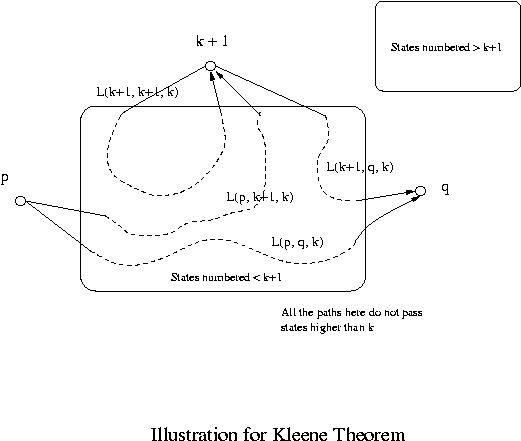 k + 1
States numbered > k+1
L(k+1, k+1, k)
L(k+1, q, k)
p
q
L(p, k+1, k)
L(p, q, k)
States numbered < k+1
All the paths here do not pass
states higher than k
Illustration for Kleene Theorem